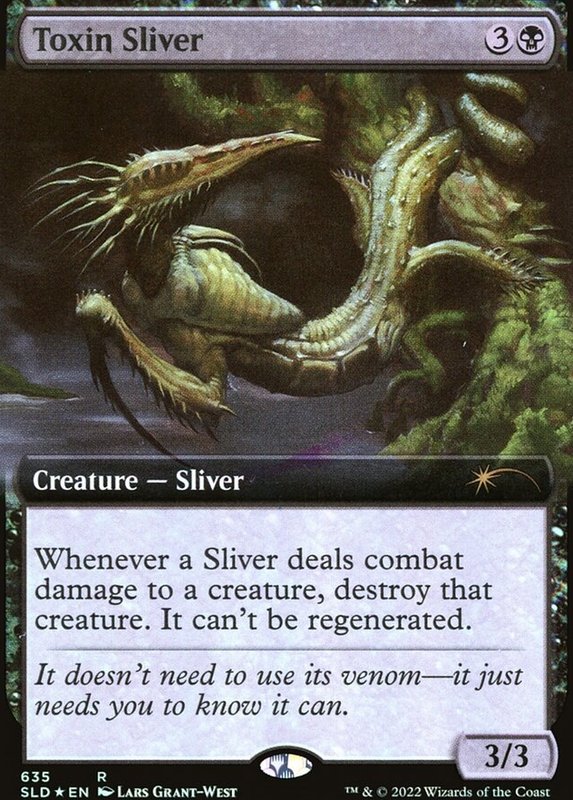 Toxin Sliver 3
Creature — Sliver
Whenever a Sliver deals combat
damage to a creature, destroy that
creature. It can't be regenerated.
It doesn't need to use its venom—it just
needs you to know it can.
3/3
635 R
SLD ★ EN Lars Grant-West ™ & © 2022 Wizards of the Coast